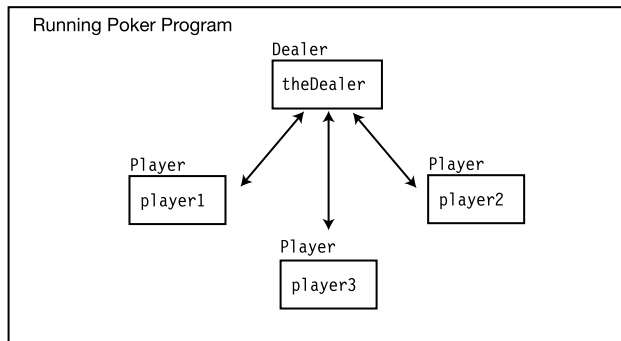 Running Poker Program
Dealer
theDealer
Player
player1
Player
player2
Player
player3